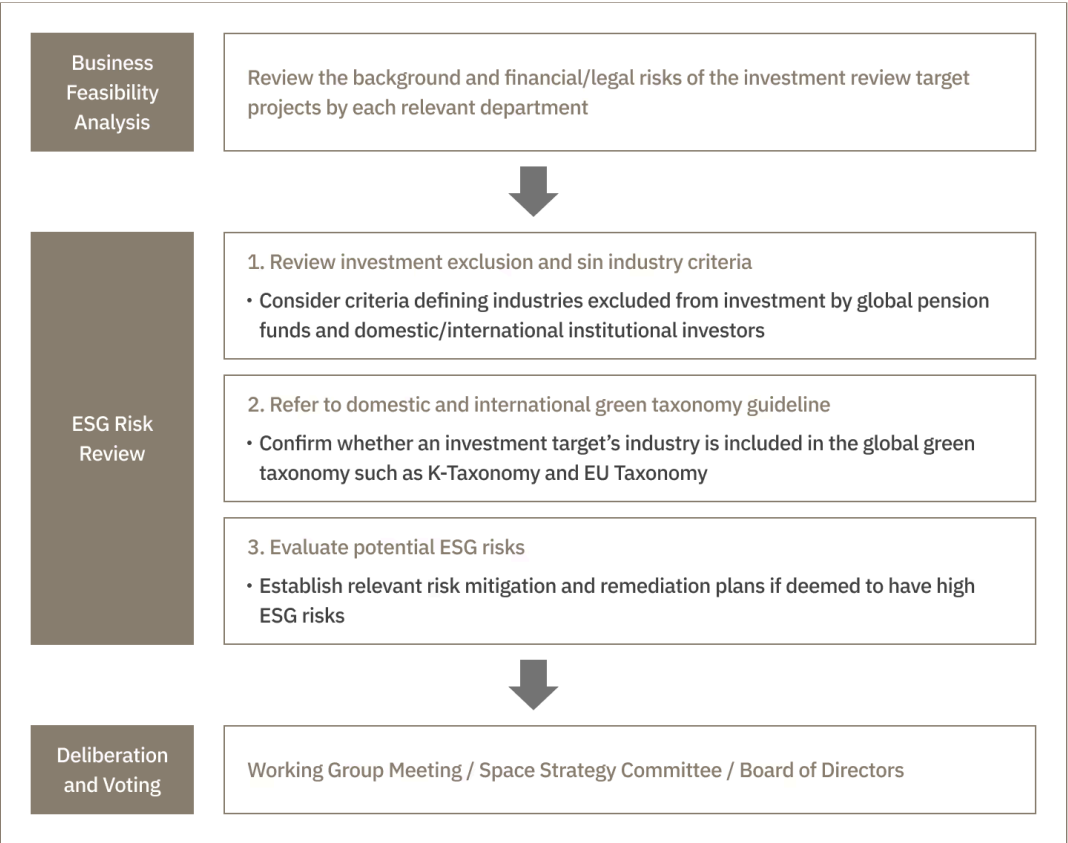 Business
Feasibility
Analysis
Review the background and financial/legal risks of the investment review target
projects by each relevant department
ESG Risk
Review
1. Review investment exclusion and sin industry criteria
• Consider criteria defining industries excluded from investment by global pension
funds and domestic/international institutional investors
2. Refer to domestic and international green taxonomy guideline
• Confirm whether an investment target’s industry is included in the global green
taxonomy such as K-Taxonomy and EU Taxonomy
3. Evaluate potential ESG risks
• Establish relevant risk mitigation and remediation plans if deemed to have high
ESG risks
Deliberation
and Voting
Working Group Meeting / Space Strategy Committee / Board of Directors